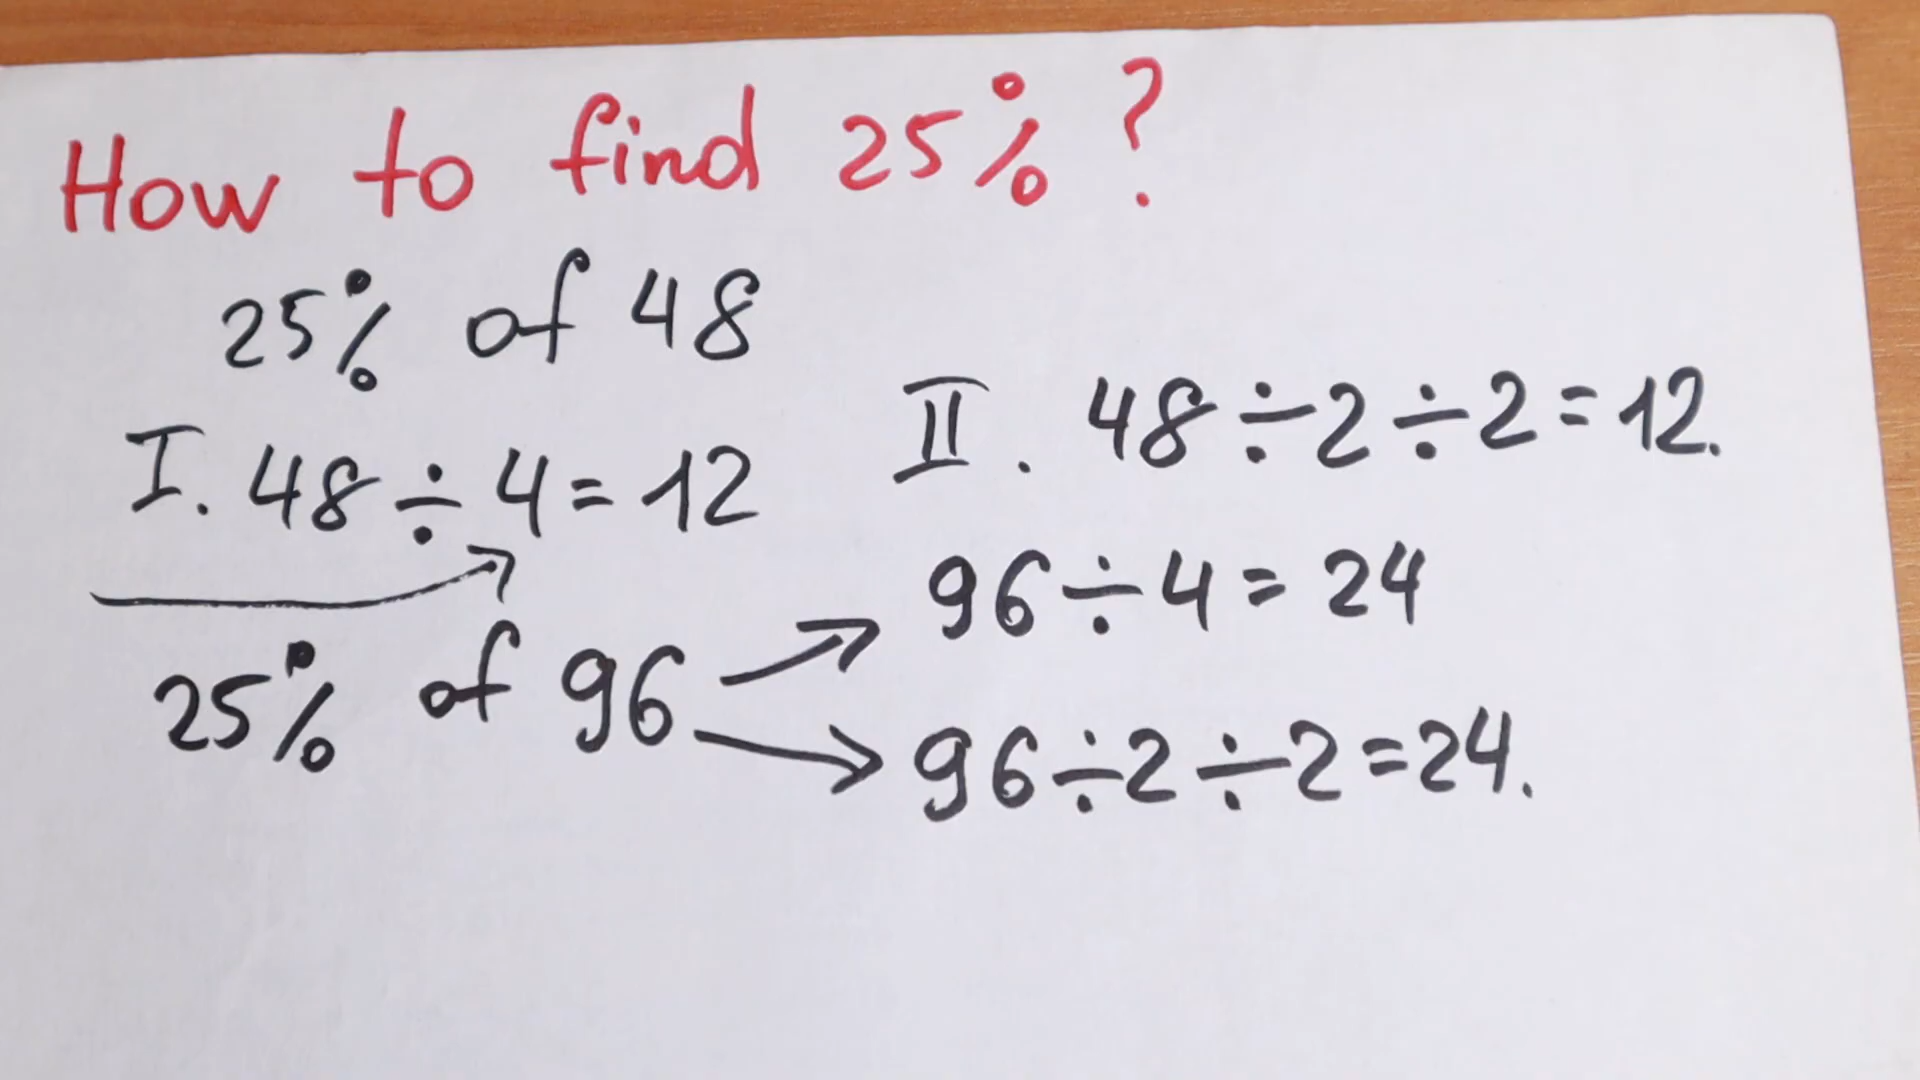 How to find 25%?
25% of 48
I. 48÷4=12
II. 48÷2÷2=12.
25% of 96
96÷4=24
96÷2÷2=24.